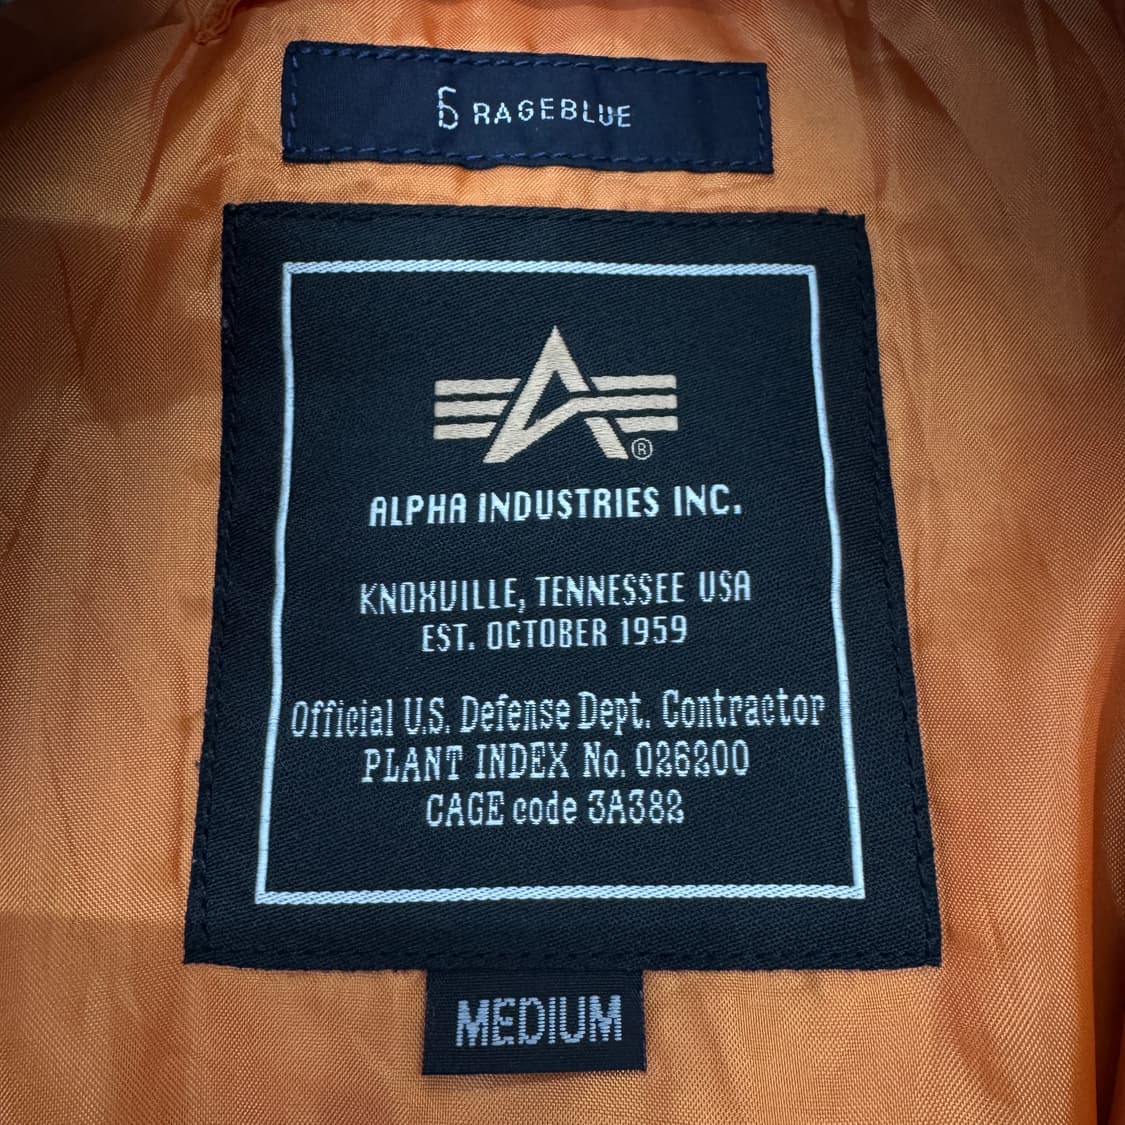 6 RAGEBLUE
®
ALPHA INDUSTRIES INC.
KNOXVILLE, TENNESSEE USA
EST. OCTOBER 1959
Official U.S. Defense Dept. Contractor
PLANT INDEX No. 026200
CAGE code 3A382
MEDIUM